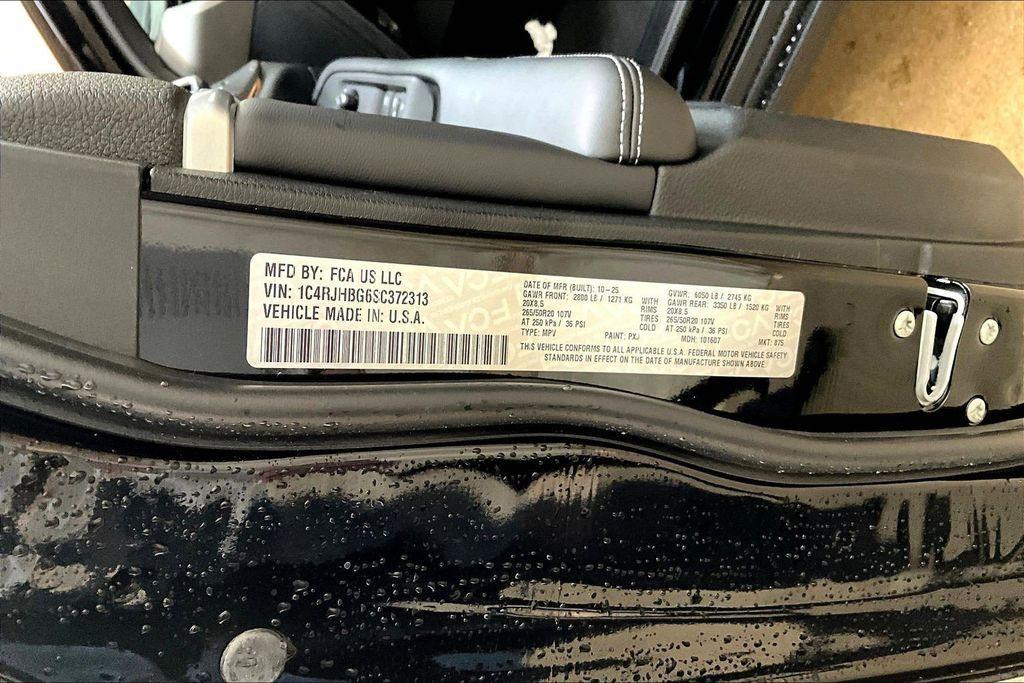 MFD BY: FCA US LLC
VIN: 1C4RJHBG6SC372313
VEHICLE MADE IN: U.S.A.
DATE OF MFR (BUILT): 10-25
GVWR: 6050 LB / 2745 KG
GAWR FRONT: 2800 LB / 1271 KG WITH
GAWR REAR: 3350 LB / 1520 KG WITH
20X8.5 RIMS
20X8.5 RIMS
265/50R20 107V TIRES
265/50R20 107V TIRES
AT 250 kPa / 36 PSI COLD
AT 250 kPa / 36 PSI COLD
TYPE: MPV PAINT: PXJ MDH: 101607 MKT: 875
THIS VEHICLE CONFORMS TO ALL APPLICABLE U.S.A. FEDERAL MOTOR VEHICLE SAFETY
STANDARDS IN EFFECT ON THE DATE OF MANUFACTURE SHOWN ABOVE.